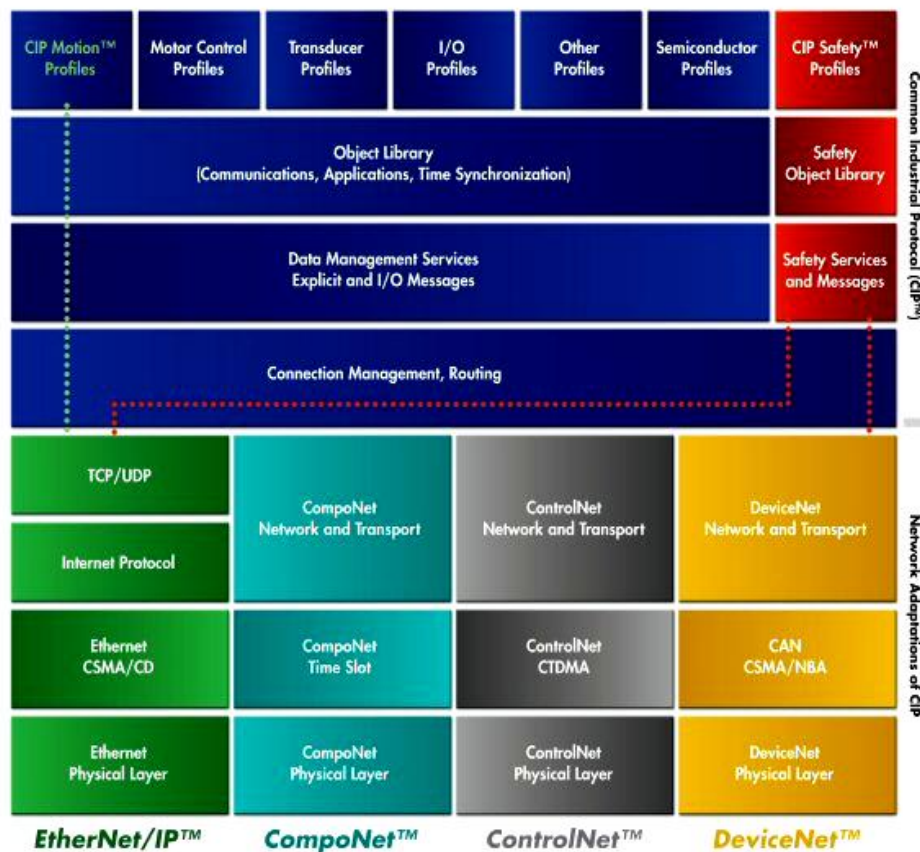 CIP Motion™
Profiles
Motor Control
Profiles
Transducer
Profiles
I/O
Profiles
Other
Profiles
Semiconductor
Profiles
CIP Safety™
Profiles
Object Library
(Communications, Applications, Time Synchronization)
Safety
Object Library
Data Management Services
Explicit and I/O Messages
Safety Services
and Messages
Connection Management, Routing
Common Industrial Protocol (CIP™)
TCP/UDP
Internet Protocol
CompoNet
Network and Transport
ControlNet
Network and Transport
DeviceNet
Network and Transport
Ethernet
CSMA/CD
CompoNet
Time Slot
ControlNet
CTDMA
CAN
CSMA/NBA
Ethernet
Physical Layer
CompoNet
Physical Layer
ControlNet
Physical Layer
DeviceNet
Physical Layer
Network Adaptations of CIP
EtherNet/IP™
CompoNet™
ControlNet™
DeviceNet™